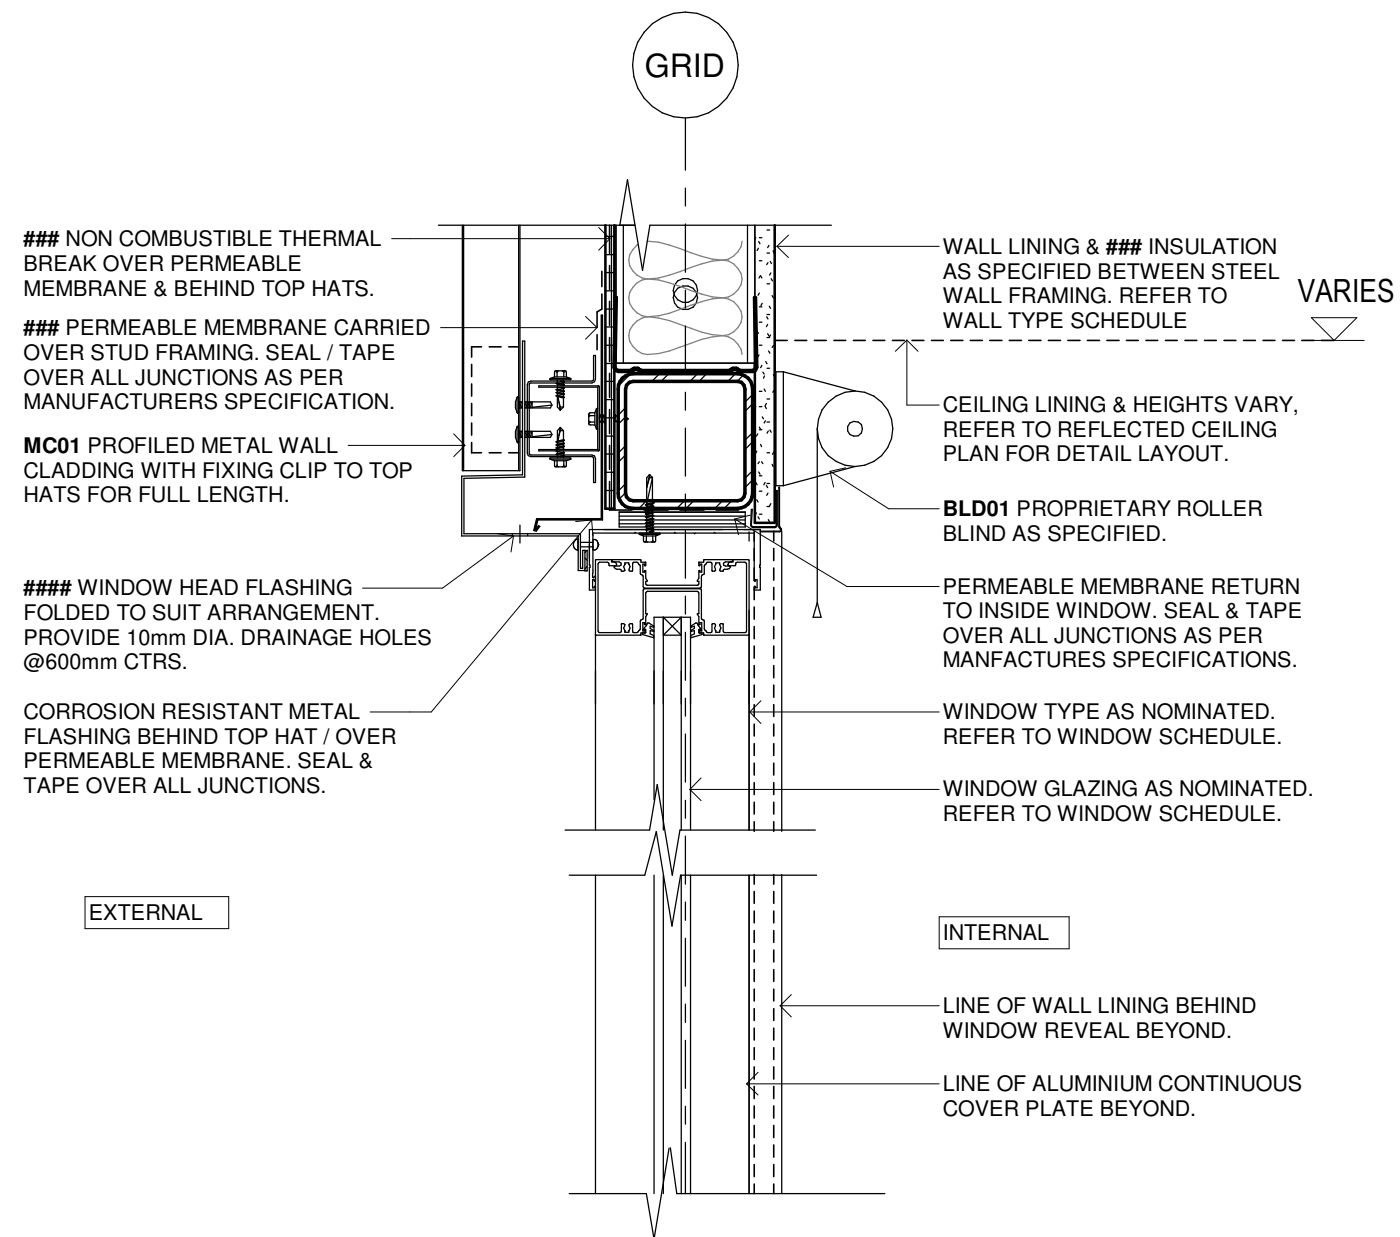 GRID
### NON COMBUSTIBLE THERMAL
BREAK OVER PERMEABLE
MEMBRANE & BEHIND TOP HATS.
### PERMEABLE MEMBRANE CARRIED
OVER STUD FRAMING. SEAL / TAPE
OVER ALL JUNCTIONS AS PER
MANUFACTURERS SPECIFICATION.
MC01 PROFILED METAL WALL
CLADDING WITH FIXING CLIP TO TOP
HATS FOR FULL LENGTH.
#### WINDOW HEAD FLASHING
FOLDED TO SUIT ARRANGEMENT.
PROVIDE 10mm DIA. DRAINAGE HOLES
@600mm CTRS.
CORROSION RESISTANT METAL
FLASHING BEHIND TOP HAT / OVER
PERMEABLE MEMBRANE. SEAL &
TAPE OVER ALL JUNCTIONS.
EXTERNAL
WALL LINING & ### INSULATION
AS SPECIFIED BETWEEN STEEL
WALL FRAMING. REFER TO
WALL TYPE SCHEDULE
VARIES
CEILING LINING & HEIGHTS VARY,
REFER TO REFLECTED CEILING
PLAN FOR DETAIL LAYOUT.
BLD01 PROPRIETARY ROLLER
BLIND AS SPECIFIED.
PERMEABLE MEMBRANE RETURN
TO INSIDE WINDOW. SEAL & TAPE
OVER ALL JUNCTIONS AS PER
MANFACTURES SPECIFICATIONS.
WINDOW TYPE AS NOMINATED.
REFER TO WINDOW SCHEDULE.
WINDOW GLAZING AS NOMINATED.
REFER TO WINDOW SCHEDULE.
INTERNAL
LINE OF WALL LINING BEHIND
WINDOW REVEAL BEYOND.
LINE OF ALUMINIUM CONTINUOUS
COVER PLATE BEYOND.